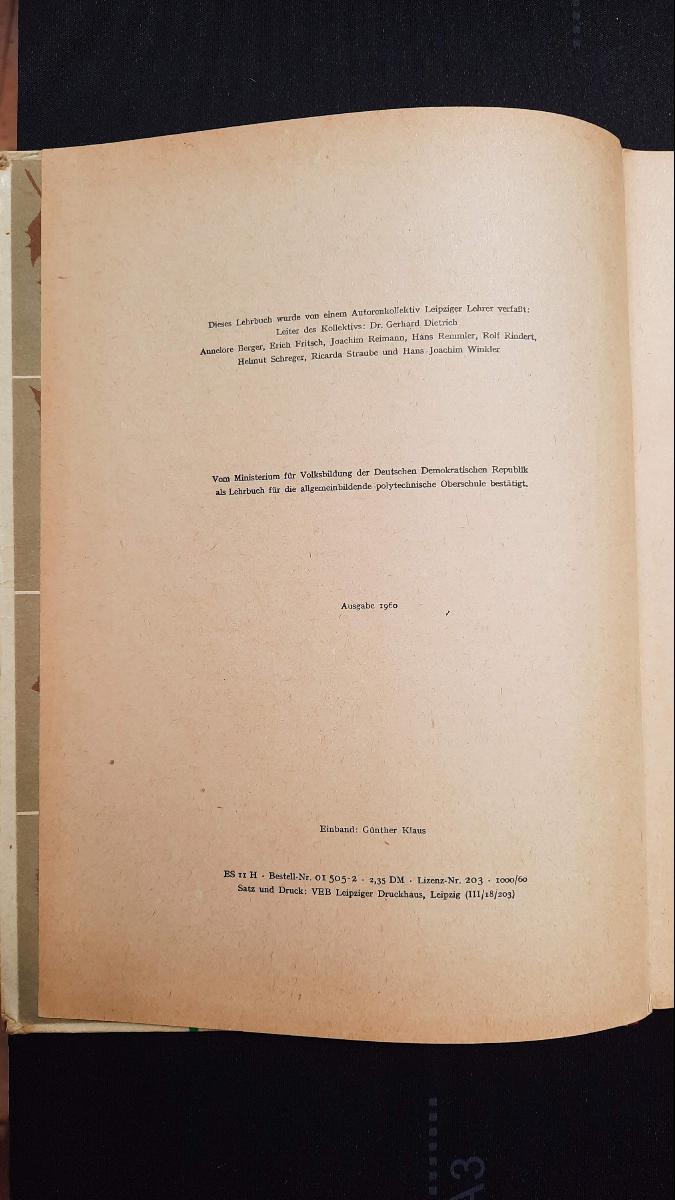 Dieses Lehrbuch wurde von einem Autorenkollektiv Leipziger Lehrer verfaßt:
Leiter des Kollektivs: Dr. Gerhard Dietrich
Annelore Berger, Erich Fritsch, Joachim Reimann, Hans Remmler, Rolf Rindert,
Helmut Schreger, Ricarda Straube und Hans-Joachim Winkler
Vom Ministerium für Volksbildung der Deutschen Demokratischen Republik
als Lehrbuch für die allgemeinbildende polytechnische Oberschule bestätigt.
Ausgabe 1960
Einband: Günther Klaus
ES 11 H · Bestell-Nr. 01 505-2 · 2,35 DM · Lizenz-Nr. 203 · 1000/60
Satz und Druck: VEB Leipziger Druckhaus, Leipzig (III/18/203)
A3